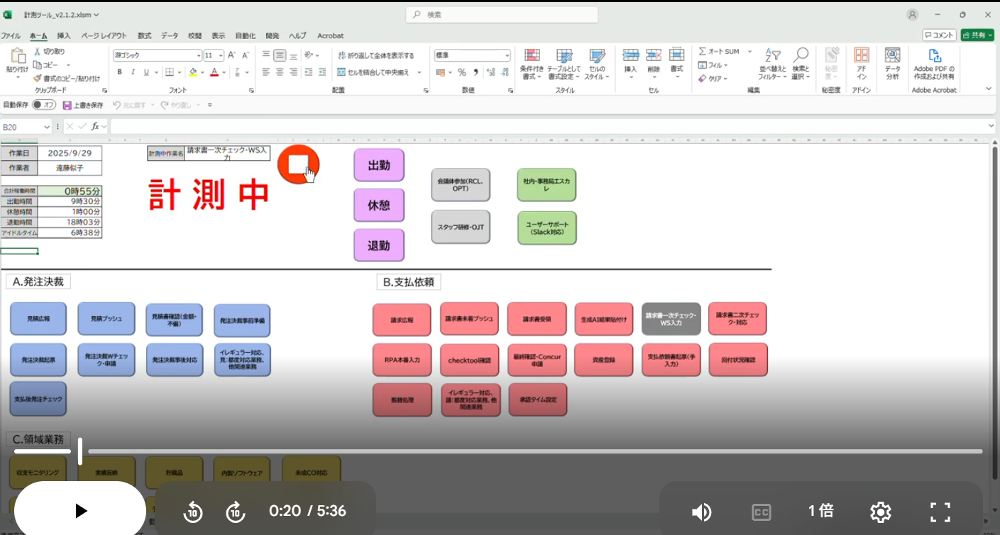 計測ツール_v2.1.2.xlsm
検索
ファイル ホーム 挿入 ページ レイアウト 数式 データ 校閲 表示 自動化 開発 ヘルプ Acrobat
コメント 共有
貼り付け
切り取り
コピー
書式のコピー/貼り付け
クリップボード
游ゴシック 11
B I U
フォント
折り返して全体を表示する
セルを結合して中央揃え
配置
標準
数値
条件付き書式
テーブルとして書式設定
セルのスタイル
スタイル
挿入 削除 書式
セル
オート SUM
フィル
クリア
並べ替えとフィルター
検索と選択
編集
秘密度
秘密度
アドイン
アドイン
データ分析
Adobe PDF の作成および共有
Adobe Acrobat
自動保存 オフ 上書き保存 元に戻す やり直し
B20 fx
作業日 2025/9/29
作業者 遠藤似子
合計稼働時間 0時55分
出勤時間 9時30分
休憩時間 1時00分
退勤時間 18時03分
アイドルタイム 6時38分
計測中作業名 請求書一次チェック・WS入力
計測中
出勤
休憩
退勤
会議体参加(RCL、OPT)
社内・事務局エスカレ
スタッフ研修・OJT
ユーザーサポート(Slack対応)
A.発注決裁
見積広報
見積プッシュ
見積書確認(金額・不備)
発注決裁事前準備
発注決裁起票
発注決裁Wチェック・申請
発注決裁事後対応
イレギュラー対応、見：都度対応業務、他関連業務
支払後発注チェック
B.支払依頼
請求広報
請求書未着プッシュ
請求書受領
生成AI結果貼付け
請求書一次チェック・WS入力
請求書二次チェック・対応
RPA本番入力
checktool確認
最終確認・Concur申請
資産登録
支払依頼書起票(手入力)
回付状況確認
振替処理
イレギュラー対応、請：都度対応業務、他関連業務
承認タイム設定
C.領域業務
収支モニタリング
実績反映
貯蔵品
内製ソフトウェア
未成CO対応
10 10 0:20 / 5:36
CC 1 倍